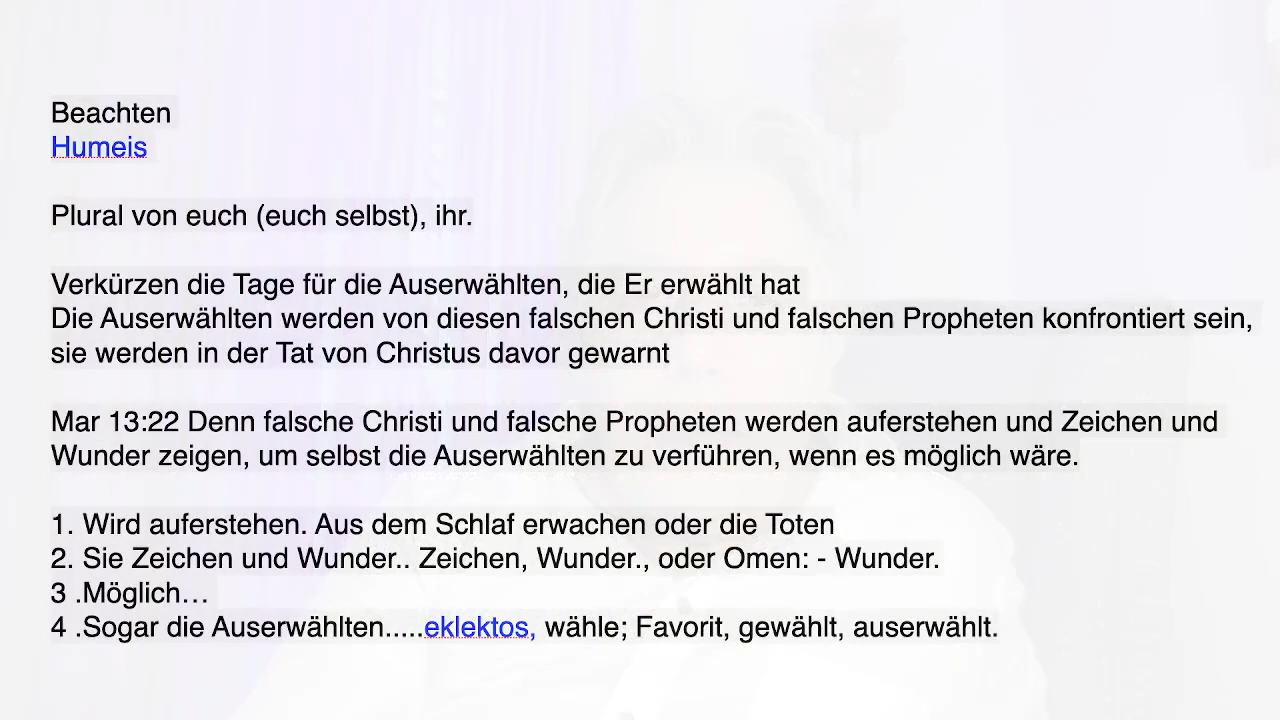 Beachten
Humeis
Plural von euch (euch selbst), ihr.
Verkürzen die Tage für die Auserwählten, die Er erwählt hat
Die Auserwählten werden von diesen falschen Christi und falschen Propheten konfrontiert sein,
sie werden in der Tat von Christus davor gewarnt
Mar 13:22 Denn falsche Christi und falsche Propheten werden auferstehen und Zeichen und
Wunder zeigen, um selbst die Auserwählten zu verführen, wenn es möglich wäre.
1. Wird auferstehen. Aus dem Schlaf erwachen oder die Toten
2. Sie Zeichen und Wunder.. Zeichen, Wunder., oder Omen: - Wunder.
3 .Möglich…
4 .Sogar die Auserwählten.....eklektos, wähle; Favorit, gewählt, auserwählt.